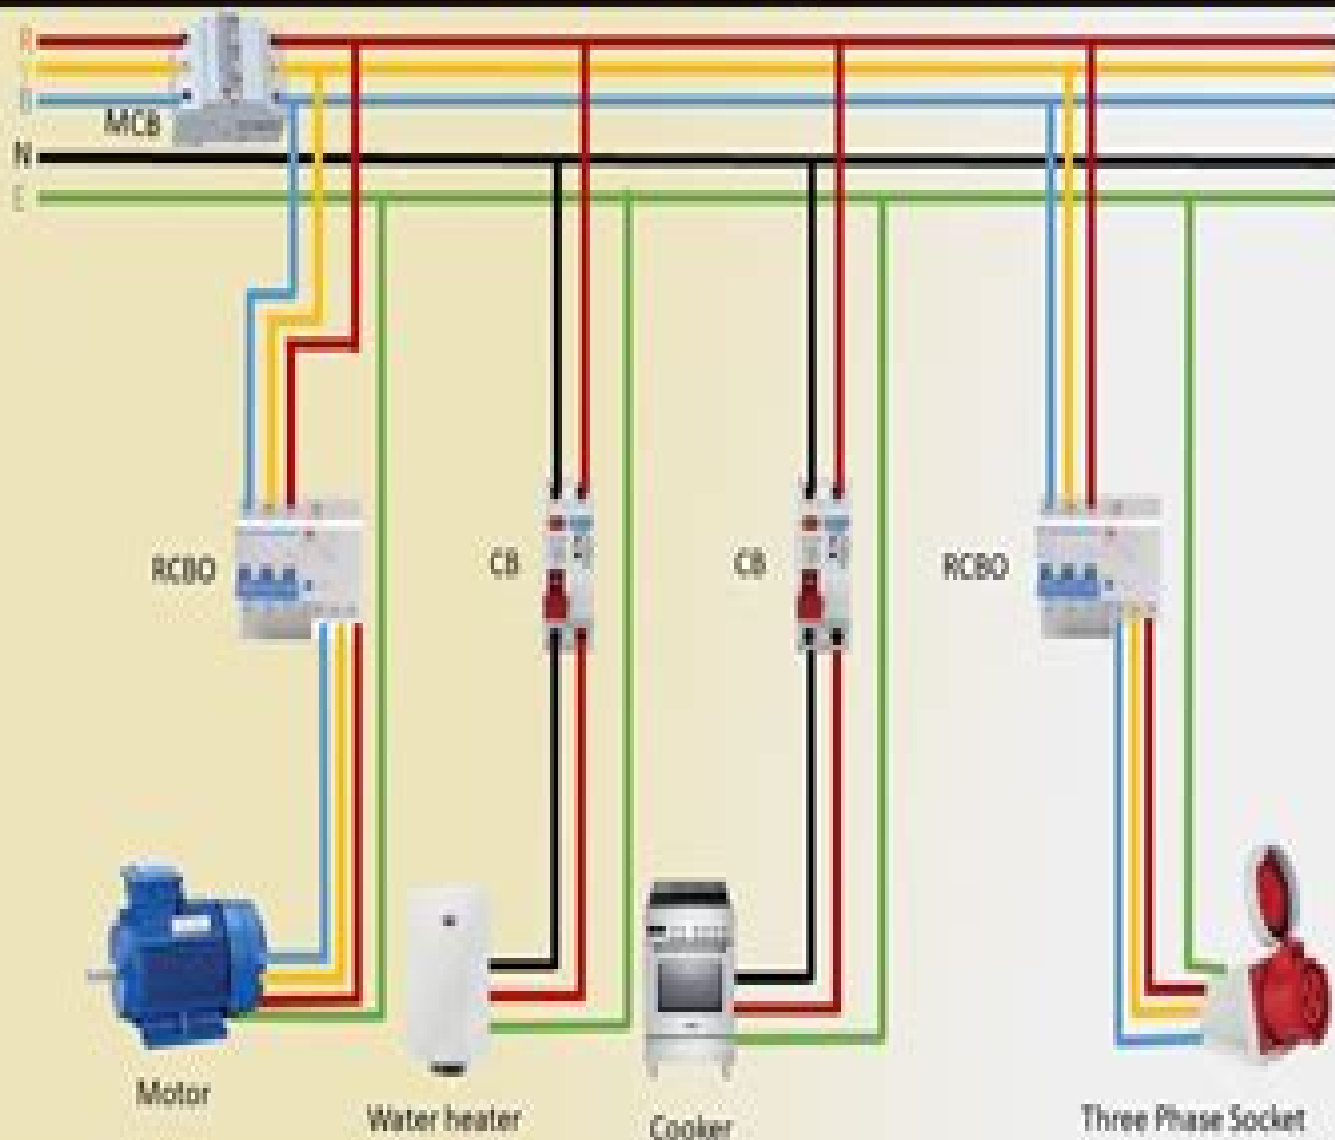 R
B
MCB
N
E
RCBO
CB
CB
RCBO
Motor
Water heater
Cooker
Three Phase Socket